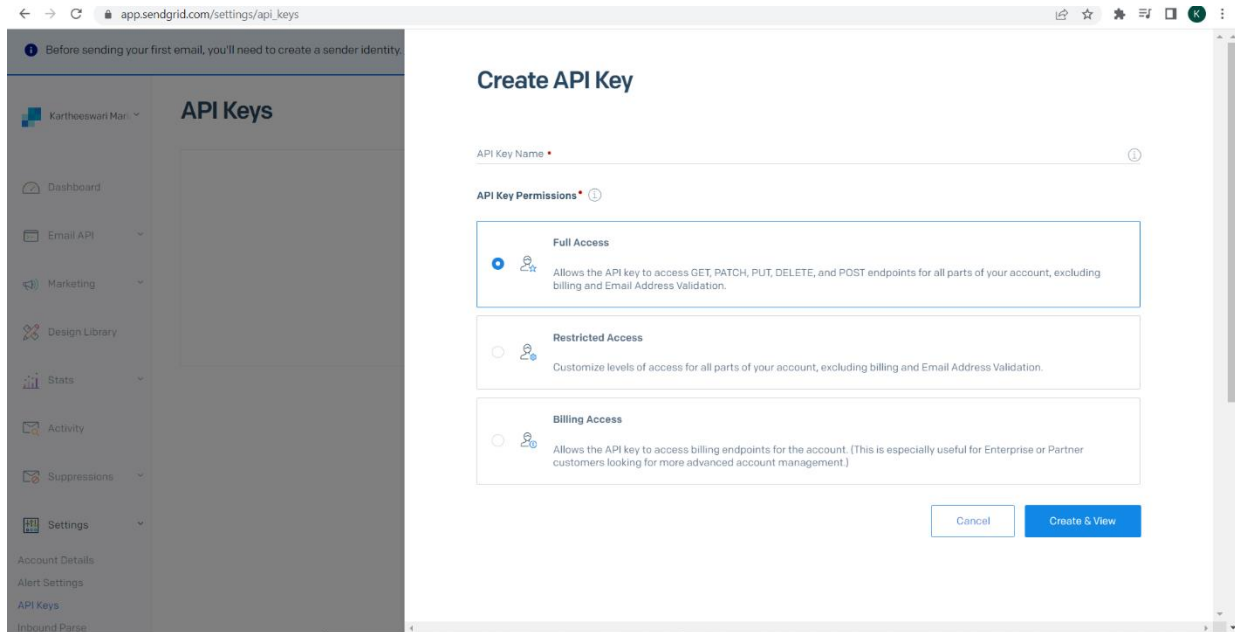 app.sendgrid.com/settings/api_keys
K
Before sending your first email, you'll need to create a sender identity.
Kartheeswari Mari
API Keys
Dashboard
Email API
Marketing
Design Library
Stats
Activity
Suppressions
Settings
Account Details
Alert Settings
API Keys
Inbound Parse
Create API Key
API Key Name •
API Key Permissions•
Full Access
Allows the API key to access GET, PATCH, PUT, DELETE, and POST endpoints for all parts of your account, excluding
billing and Email Address Validation.
Restricted Access
Customize levels of access for all parts of your account, excluding billing and Email Address Validation.
Billing Access
Allows the API key to access billing endpoints for the account. (This is especially useful for Enterprise or Partner
customers looking for more advanced account management.)
Cancel
Create & View